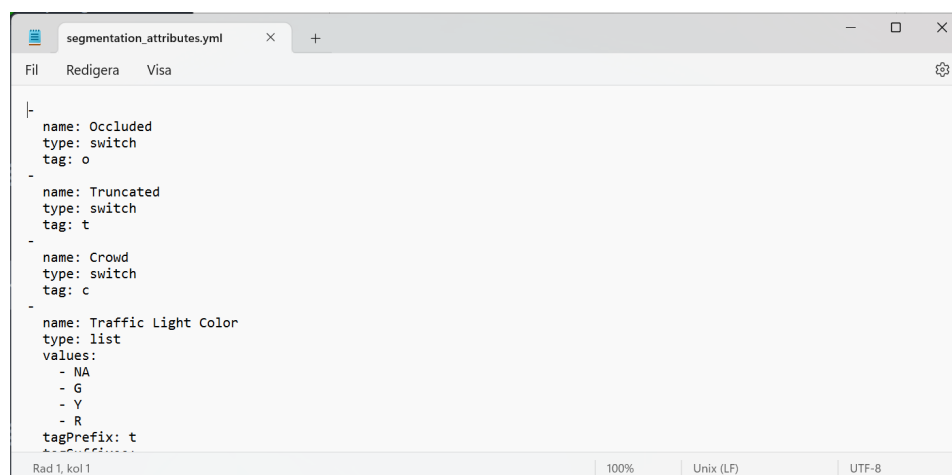 segmentation_attributes.yml
Fil Redigera Visa
-
name: Occluded
type: switch
tag: o
-
name: Truncated
type: switch
tag: t
-
name: Crowd
type: switch
tag: c
-
name: Traffic Light Color
type: list
values:
- NA
- G
- Y
- R
tagPrefix: t
Rad 1, kol 1 100% Unix (LF) UTF-8